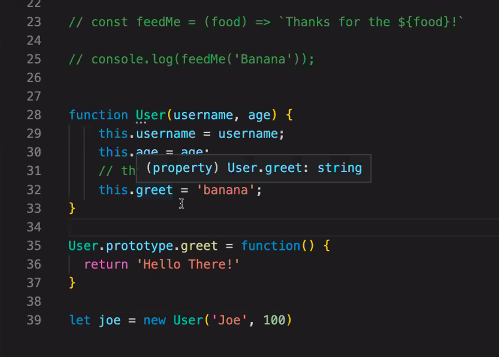 22
23 // const feedMe = (food) => `Thanks for the ${food}!`
24
25 // console.log(feedMe('Banana'));
26
27
28 function User(username, age) {
29 this.username = username;
30 this.age = age;
31 // th
(property) User.greet: string
32 this.greet = 'banana';
33 }
34
35 User.prototype.greet = function() {
36 return 'Hello There!'
37 }
38
39 let joe = new User('Joe', 100)